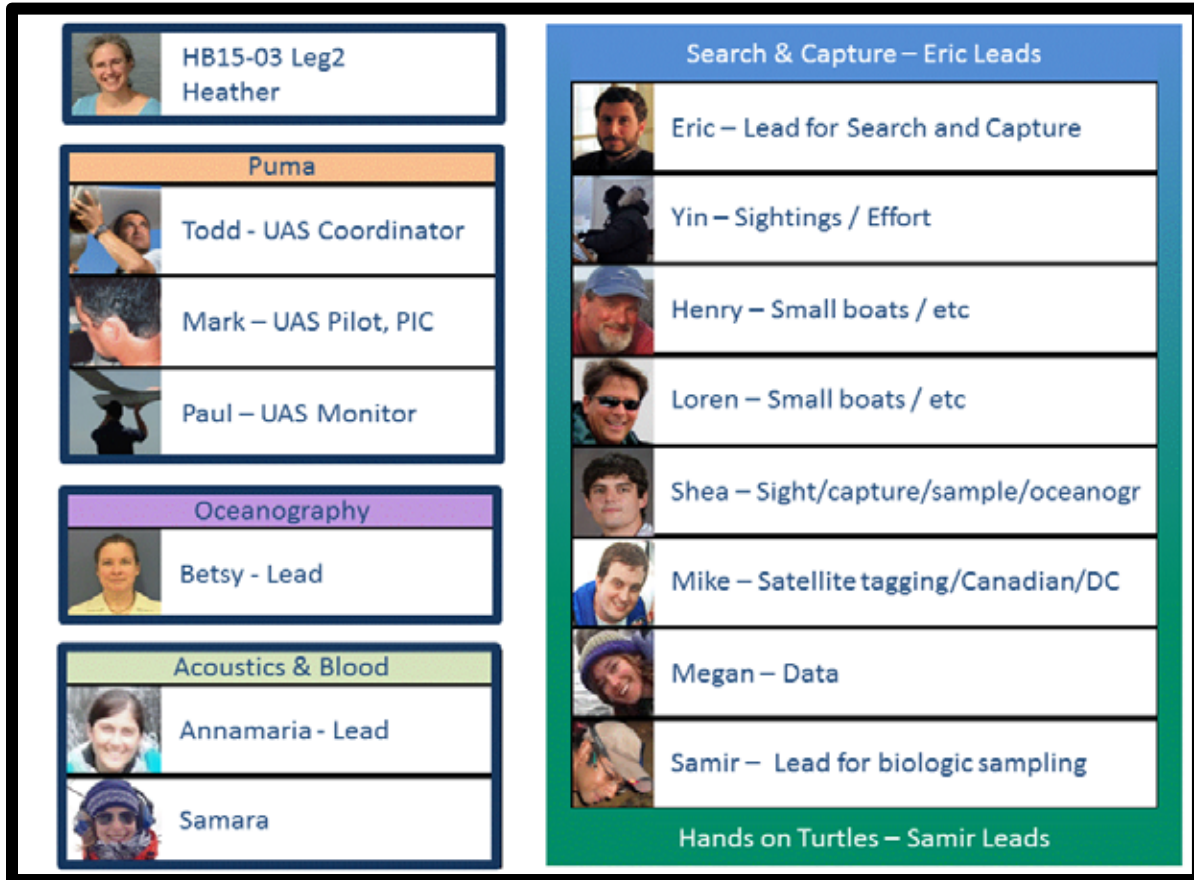 HB15-03 Leg2
Heather
Puma
Todd - UAS Coordinator
Mark – UAS Pilot, PIC
Paul – UAS Monitor
Oceanography
Betsy - Lead
Acoustics & Blood
Annamaria - Lead
Samara
Search & Capture – Eric Leads
Eric – Lead for Search and Capture
Yin – Sightings / Effort
Henry – Small boats / etc
Loren – Small boats / etc
Shea – Sight/capture/sample/oceanogr
Mike – Satellite tagging/Canadian/DC
Megan – Data
Samir – Lead for biologic sampling
Hands on Turtles – Samir Leads